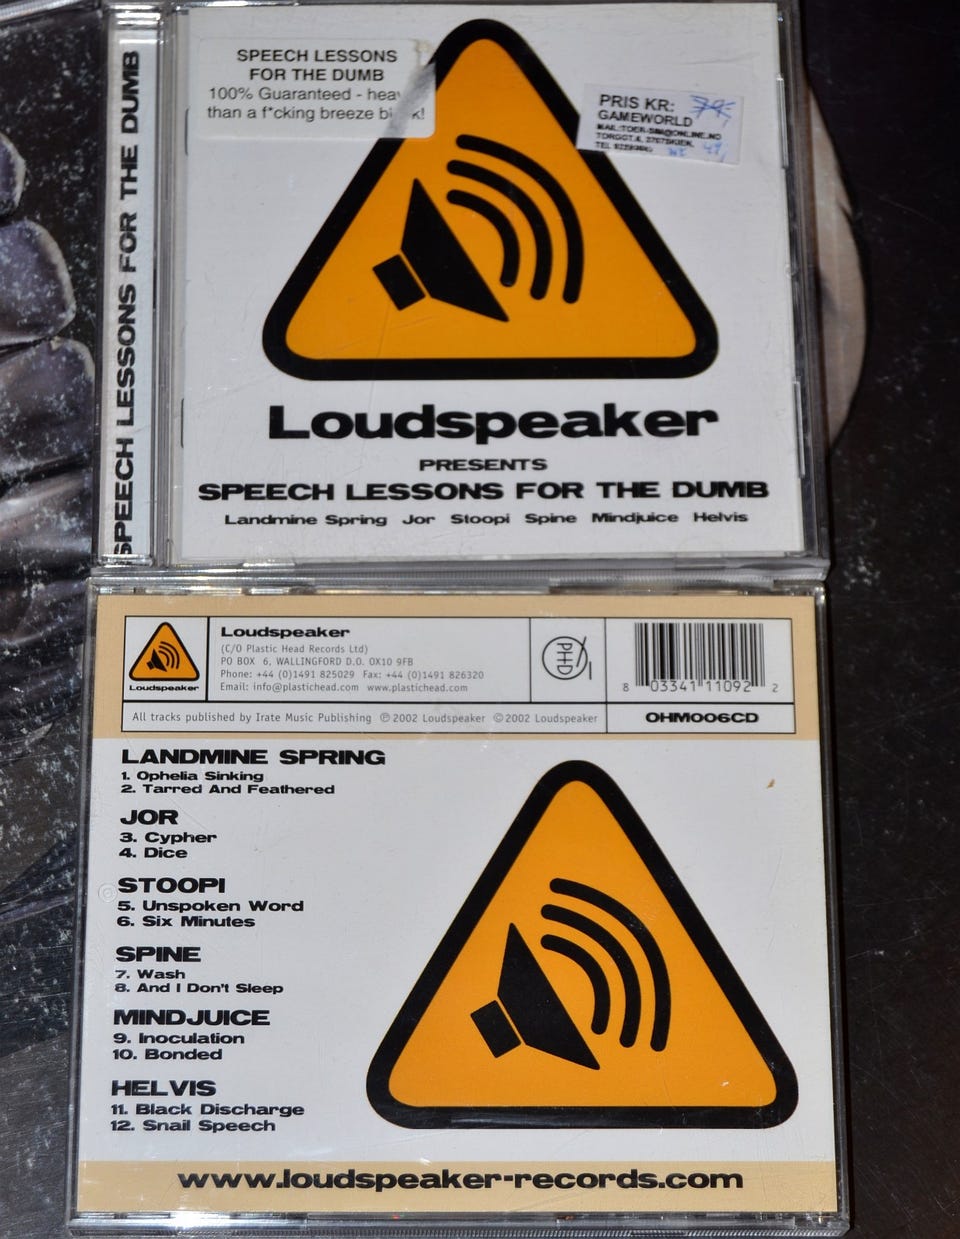 SPEECH LESSONS FOR THE DUMB
SPEECH LESSONS
FOR THE DUMB
100% Guaranteed -
than a f*cking breeze
PRIS KR:
GAMEWORLD
Loudspeaker
PRESENTS
SPEECH LESSONS FOR THE DUMB
Landmine Spring Jor Stoopi Spine Mindjuice Helvis
Loudspeaker
Loudspeaker
(C/O Plastic Head Records Ltd)
PO BOX 6, WALLINGFORD D.O. OX10 9FB
Phone: +44 (0)1491 825029 Fax: +44 (0)1491 826320
Email: info@plastichead.com www.plastichead.com
PHD
8 03341 11092 2
All tracks published by Irate Music Publishing ℗2002 Loudspeaker ©2002 Loudspeaker
OHM006CD
LANDMINE SPRING
1. Ophelia Sinking
2. Tarred And Feathered
JOR
3. Cypher
4. Dice
STOOPI
5. Unspoken Word
6. Six Minutes
SPINE
7. Wash
8. And I Don't Sleep
MINDJUICE
9. Inoculation
10. Bonded
HELVIS
11. Black Discharge
12. Snail Speech
www.loudspeaker-records.com